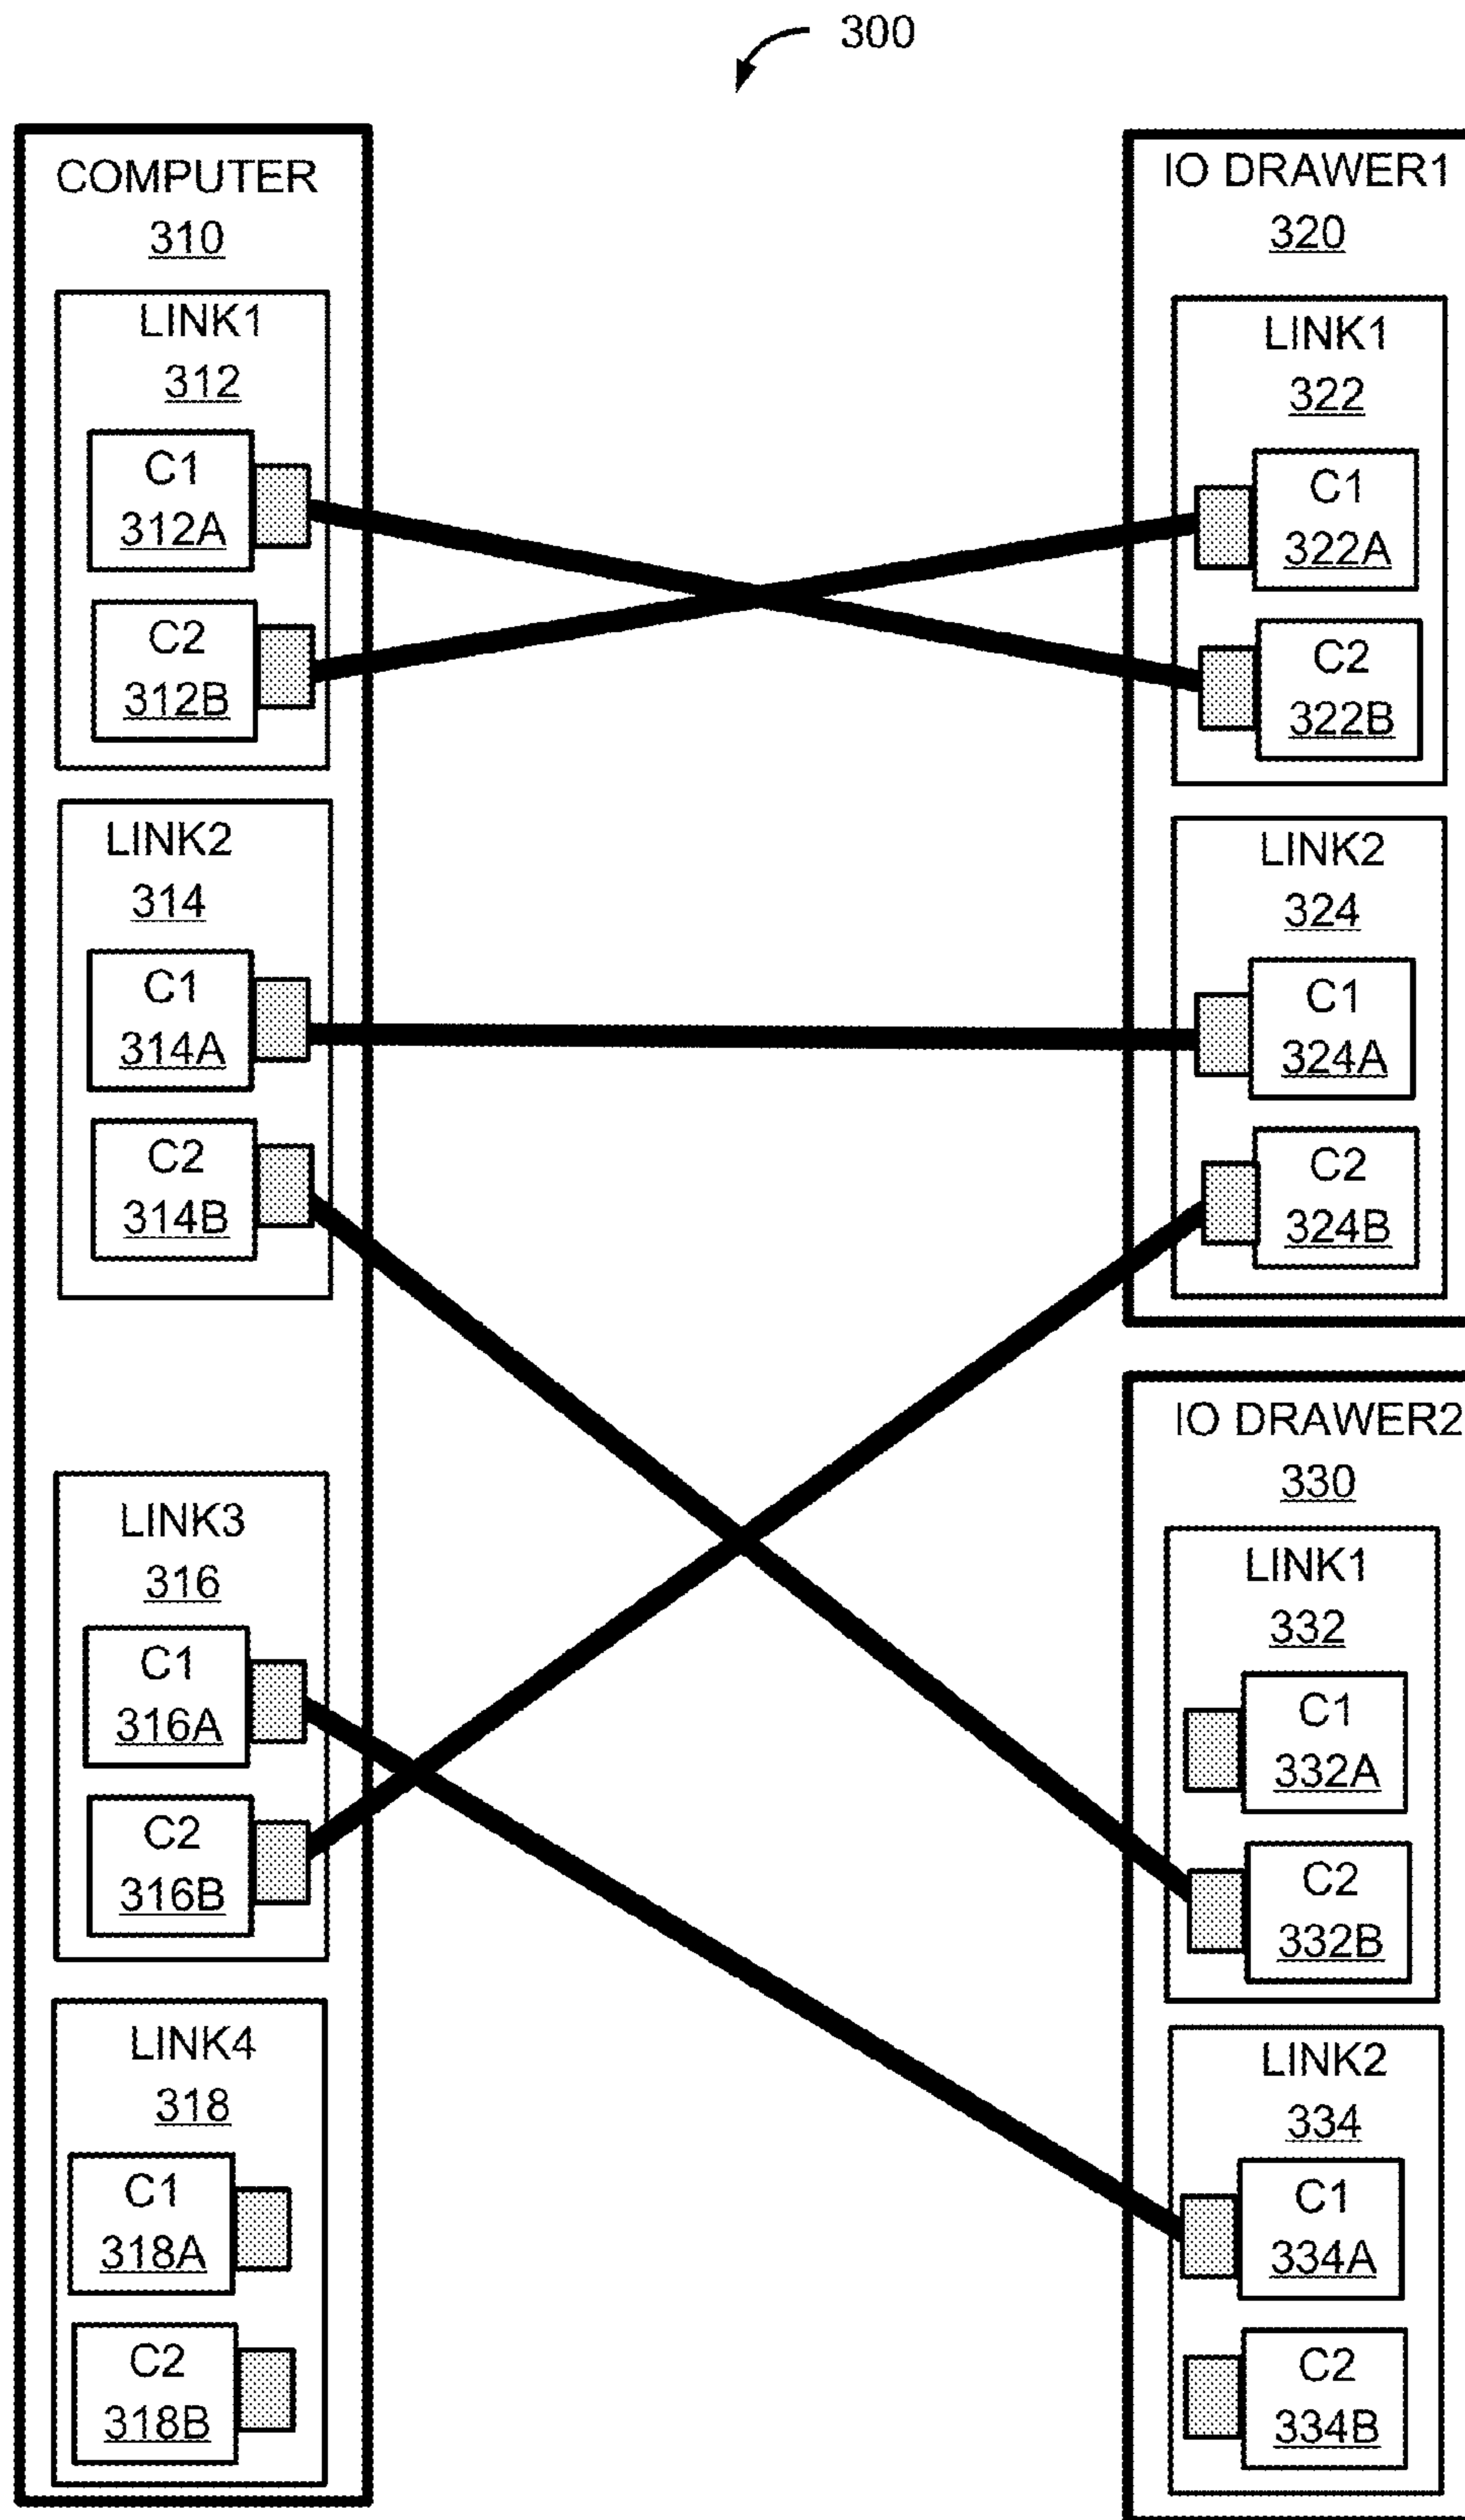 300
COMPUTER
310
LINK1
312
C1
312A
C2
312B
LINK2
314
C1
314A
C2
314B
LINK3
316
C1
316A
C2
316B
LINK4
318
C1
318A
C2
318B
IO DRAWER1
320
LINK1
322
C1
322A
C2
322B
LINK2
324
C1
324A
C2
324B
IO DRAWER2
330
LINK1
332
C1
332A
C2
332B
LINK2
334
C1
334A
C2
334B